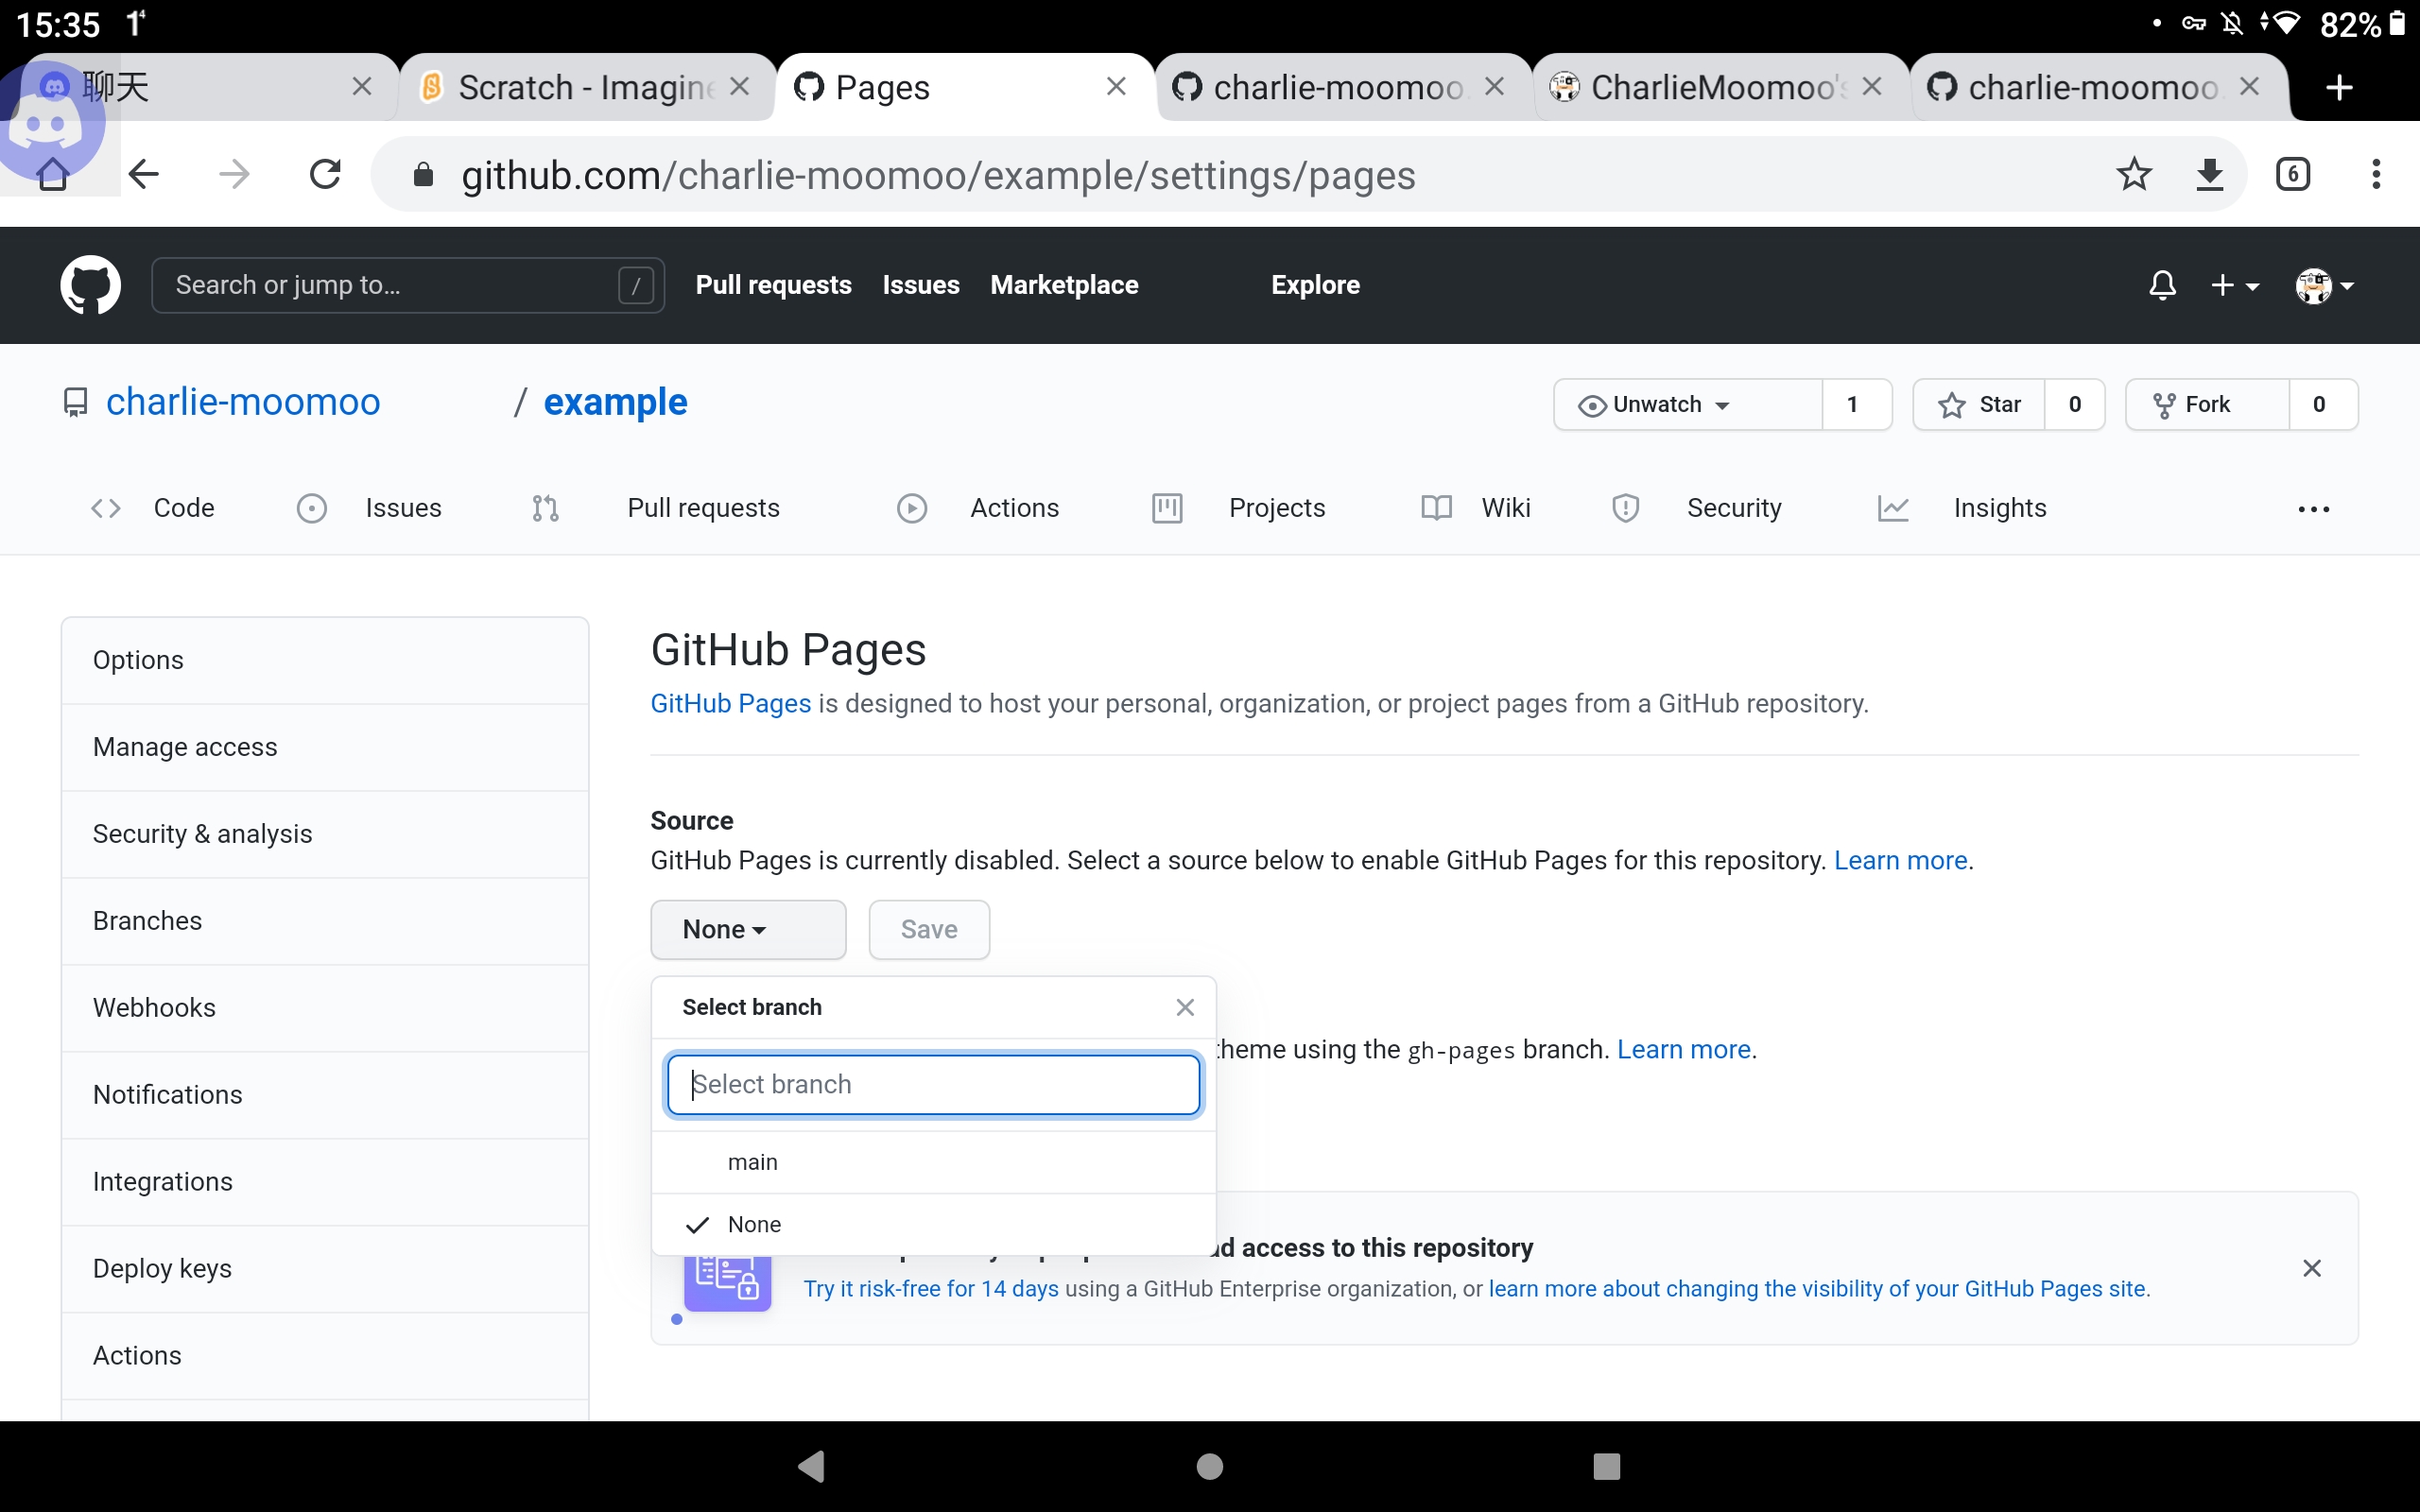 15:35 1⁴ 82%
聊天 Scratch - Imagine Pages charlie-moomoo. CharlieMoomoo's charlie-moomoo.
github.com/charlie-moomoo/example/settings/pages 6
Search or jump to… / Pull requests Issues Marketplace Explore
charlie-moomoo / example Unwatch 1 Star 0 Fork 0
Code Issues Pull requests Actions Projects Wiki Security Insights
Options
Manage access
Security & analysis
Branches
Webhooks
Notifications
Integrations
Deploy keys
Actions
GitHub Pages
GitHub Pages is designed to host your personal, organization, or project pages from a GitHub repository.
Source
GitHub Pages is currently disabled. Select a source below to enable GitHub Pages for this repository. Learn more.
None Save
Select branch
theme using the gh-pages branch. Learn more.
Select branch
main
None
access to this repository
Try it risk-free for 14 days using a GitHub Enterprise organization, or learn more about changing the visibility of your GitHub Pages site.